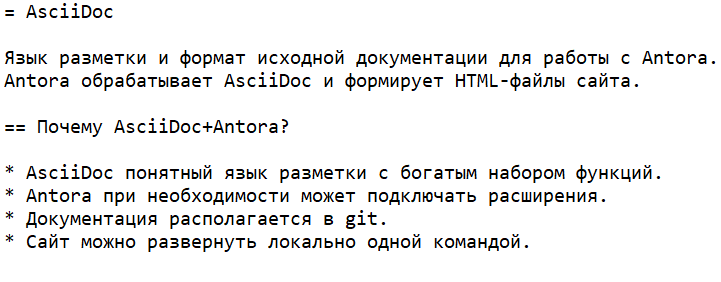 = AsciiDoc
Язык разметки и формат исходной документации для работы с Antora.
Antora обрабатывает AsciiDoc и формирует HTML-файлы сайта.
== Почему AsciiDoc+Antora?
* AsciiDoc понятный язык разметки с богатым набором функций.
* Antora при необходимости может подключать расширения.
* Документация располагается в git.
* Сайт можно развернуть локально одной командой.